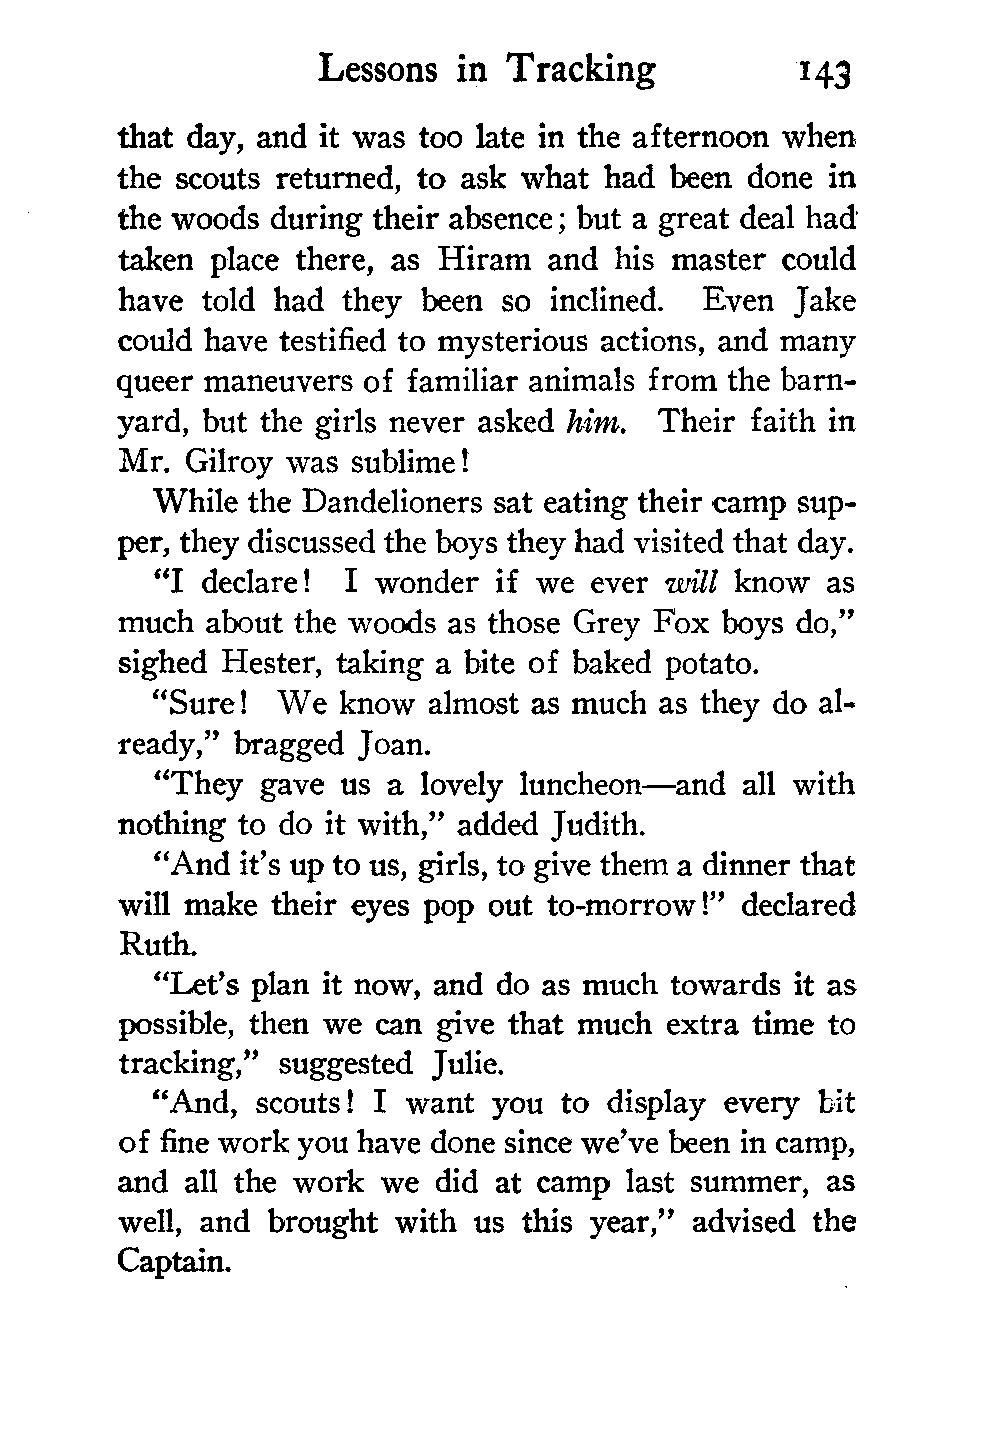 Lessons in Tracking 143
that day, and it was too late in the afternoon when
the scouts returned, to ask what had been done in
the woods during their absence; but a great deal had
taken place there, as Hiram and his master could
have told had they been so inclined. Even Jake
could have testified to mysterious actions, and many
queer maneuvers of familiar animals from the barn-
yard, but the girls never asked him. Their faith in
Mr. Gilroy was sublime!
While the Dandelioners sat eating their camp sup-
per, they discussed the boys they had visited that day.
“I declare! I wonder if we ever will know as
much about the woods as those Grey Fox boys do,”
sighed Hester, taking a bite of baked potato.
“Sure! We know almost as much as they do al-
ready,” bragged Joan.
“They gave us a lovely luncheon—and all with
nothing to do it with,” added Judith.
“And it’s up to us, girls, to give them a dinner that
will make their eyes pop out to-morrow!” declared
Ruth.
“Let’s plan it now, and do as much towards it as
possible, then we can give that much extra time to
tracking,” suggested Julie.
“And, scouts! I want you to display every bit
of fine work you have done since we’ve been in camp,
and all the work we did at camp last summer, as
well, and brought with us this year,” advised the
Captain.